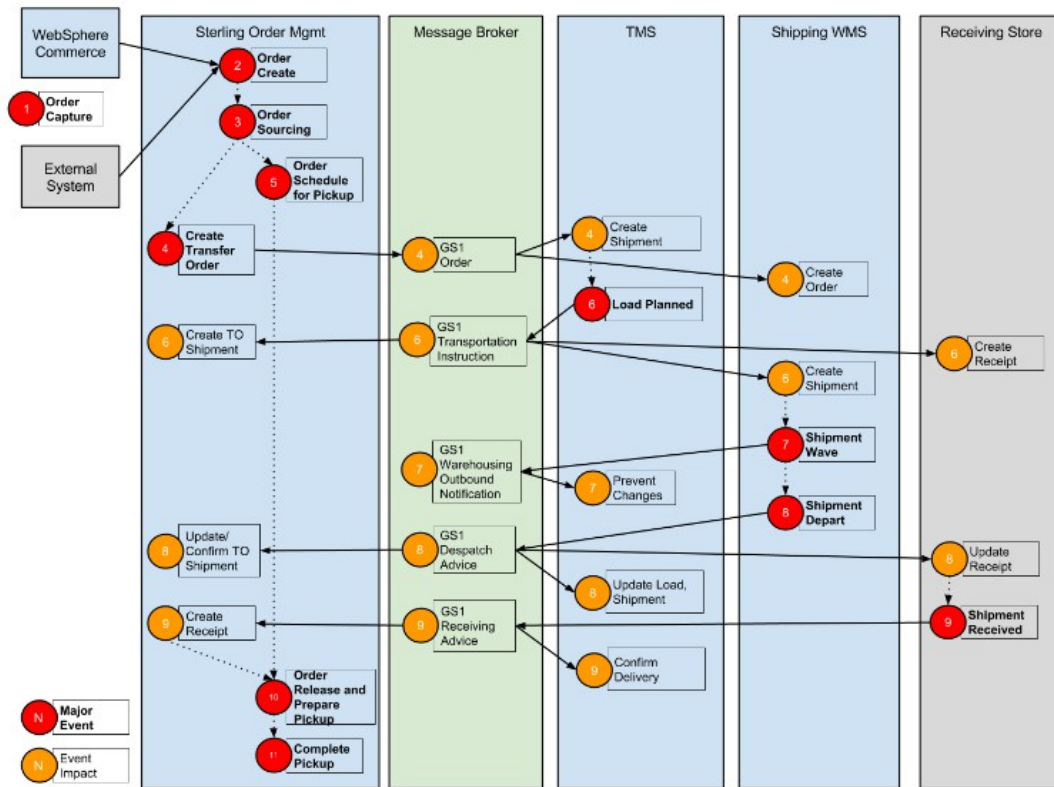 WebSphere
Commerce
1
Order
Capture
External
System
Sterling Order Mgmt
2
Order
Create
3
Order
Sourcing
5
Order
Schedule
for Pickup
4
Create
Transfer
Order
6
Create TO
Shipment
8
Update/
Confirm TO
Shipment
9
Create
Receipt
10
Order
Release and
Prepare
Pickup
11
Complete
Pickup
Message Broker
4
GS1
Order
6
GS1
Transportation
Instruction
7
GS1
Warehousing
Outbound
Notification
8
GS1
Despatch
Advice
9
GS1
Receiving
Advice
TMS
4
Create
Shipment
6
Load Planned
7
Prevent
Changes
8
Update Load,
Shipment
9
Confirm
Delivery
Shipping WMS
4
Create
Order
6
Create
Shipment
7
Shipment
Wave
8
Shipment
Depart
Receiving Store
6
Create
Receipt
8
Update
Receipt
9
Shipment
Received
N
Major
Event
N
Event
Impact